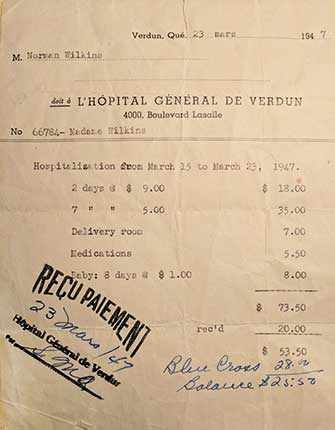 Verdun, Qué. 23 mars 1947
M. Norman Wilkins
doit à L'HÔPITAL GÉNÉRAL DE VERDUN
4000, Boulevard Lasalle
No 66784- Madame Wilkins
Hospitalization from March 15 to March 23, 1947.
2 days @ $ 9.00 $ 18.00
7 " " 5.00 35.00
Delivery room 7.00
Medications 5.50
Baby: 8 days @ $ 1.00 8.00
$ 73.50
rec'd 20.00
$ 53.50
Blue Cross 28.00
Balance $25.50
REÇU PAIEMENT
23 mars/47
Hôpital Général de Verdun